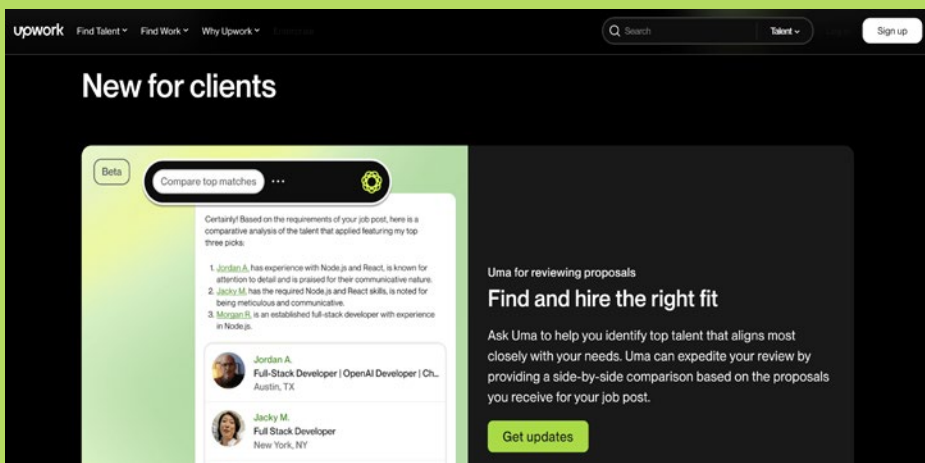 upwork Find Talent Find Work Why Upwork Enterprise Search Talent Log in Sign up
New for clients
Beta
Compare top matches ...
Certainly! Based on the requirements of your job post, here is a
comparative analysis of the talent that applied featuring my top
three picks:
1. Jordan A. has experience with Node.js and React, is known for
attention to detail and is praised for their communicative nature.
2. Jacky M. has the required Node.js and React skills, is noted for
being meticulous and communicative.
3. Morgan R. is an established full-stack developer with experience
in Node.js.
Jordan A.
Full-Stack Developer | OpenAI Developer | Ch...
Austin, TX
Jacky M.
Full Stack Developer
New York, NY
Uma for reviewing proposals
Find and hire the right fit
Ask Uma to help you identify top talent that aligns most
closely with your needs. Uma can expedite your review by
providing a side-by-side comparison based on the proposals
you receive for your job post.
Get updates